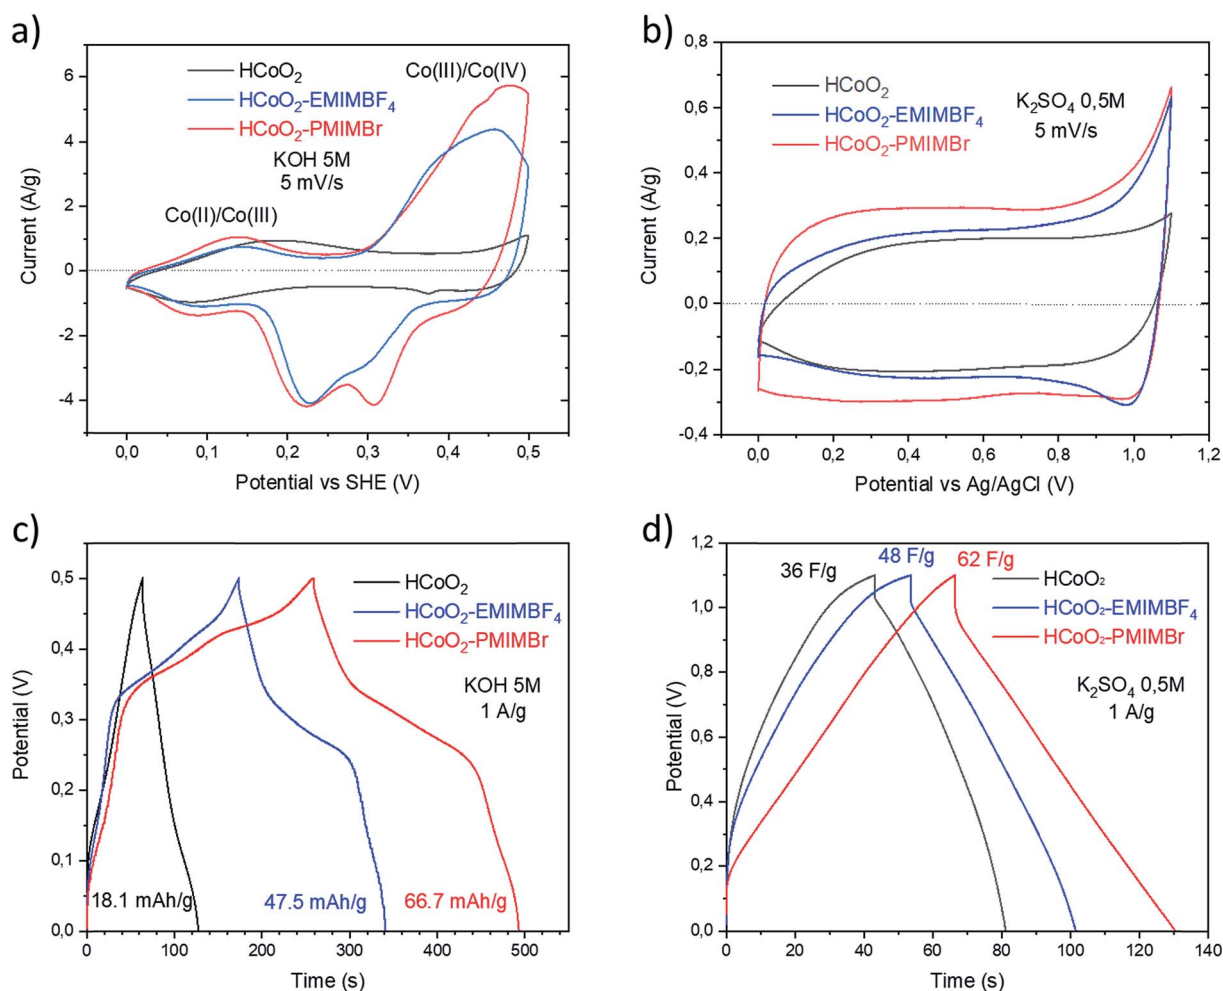 a)
HCoO₂
HCoO₂-EMIMBF₄
HCoO₂-PMIMBr
Co(III)/Co(IV)
KOH 5M
5 mV/s
Co(II)/Co(III)
6
4
2
0
-2
-4
Current (A/g)
0,0 0,1 0,2 0,3 0,4 0,5
Potential vs SHE (V)
b)
HCoO₂
HCoO₂-EMIMBF₄
HCoO₂-PMIMBr
K₂SO₄ 0,5M
5 mV/s
0,8
0,6
0,4
0,2
0,0
-0,2
-0,4
Current (A/g)
0,0 0,2 0,4 0,6 0,8 1,0 1,2
Potential vs Ag/AgCl (V)
c)
HCoO₂
HCoO₂-EMIMBF₄
HCoO₂-PMIMBr
KOH 5M
1 A/g
18.1 mAh/g
47.5 mAh/g
66.7 mAh/g
0,5
0,4
0,3
0,2
0,1
0,0
Potential (V)
0 100 200 300 400 500
Time (s)
d)
36 F/g
48 F/g
62 F/g
HCoO₂
HCoO₂-EMIMBF₄
HCoO₂-PMIMBr
K₂SO₄ 0,5M
1 A/g
1,2
1,0
0,8
0,6
0,4
0,2
0,0
Potential (V)
0 20 40 60 80 100 120 140
Time (s)